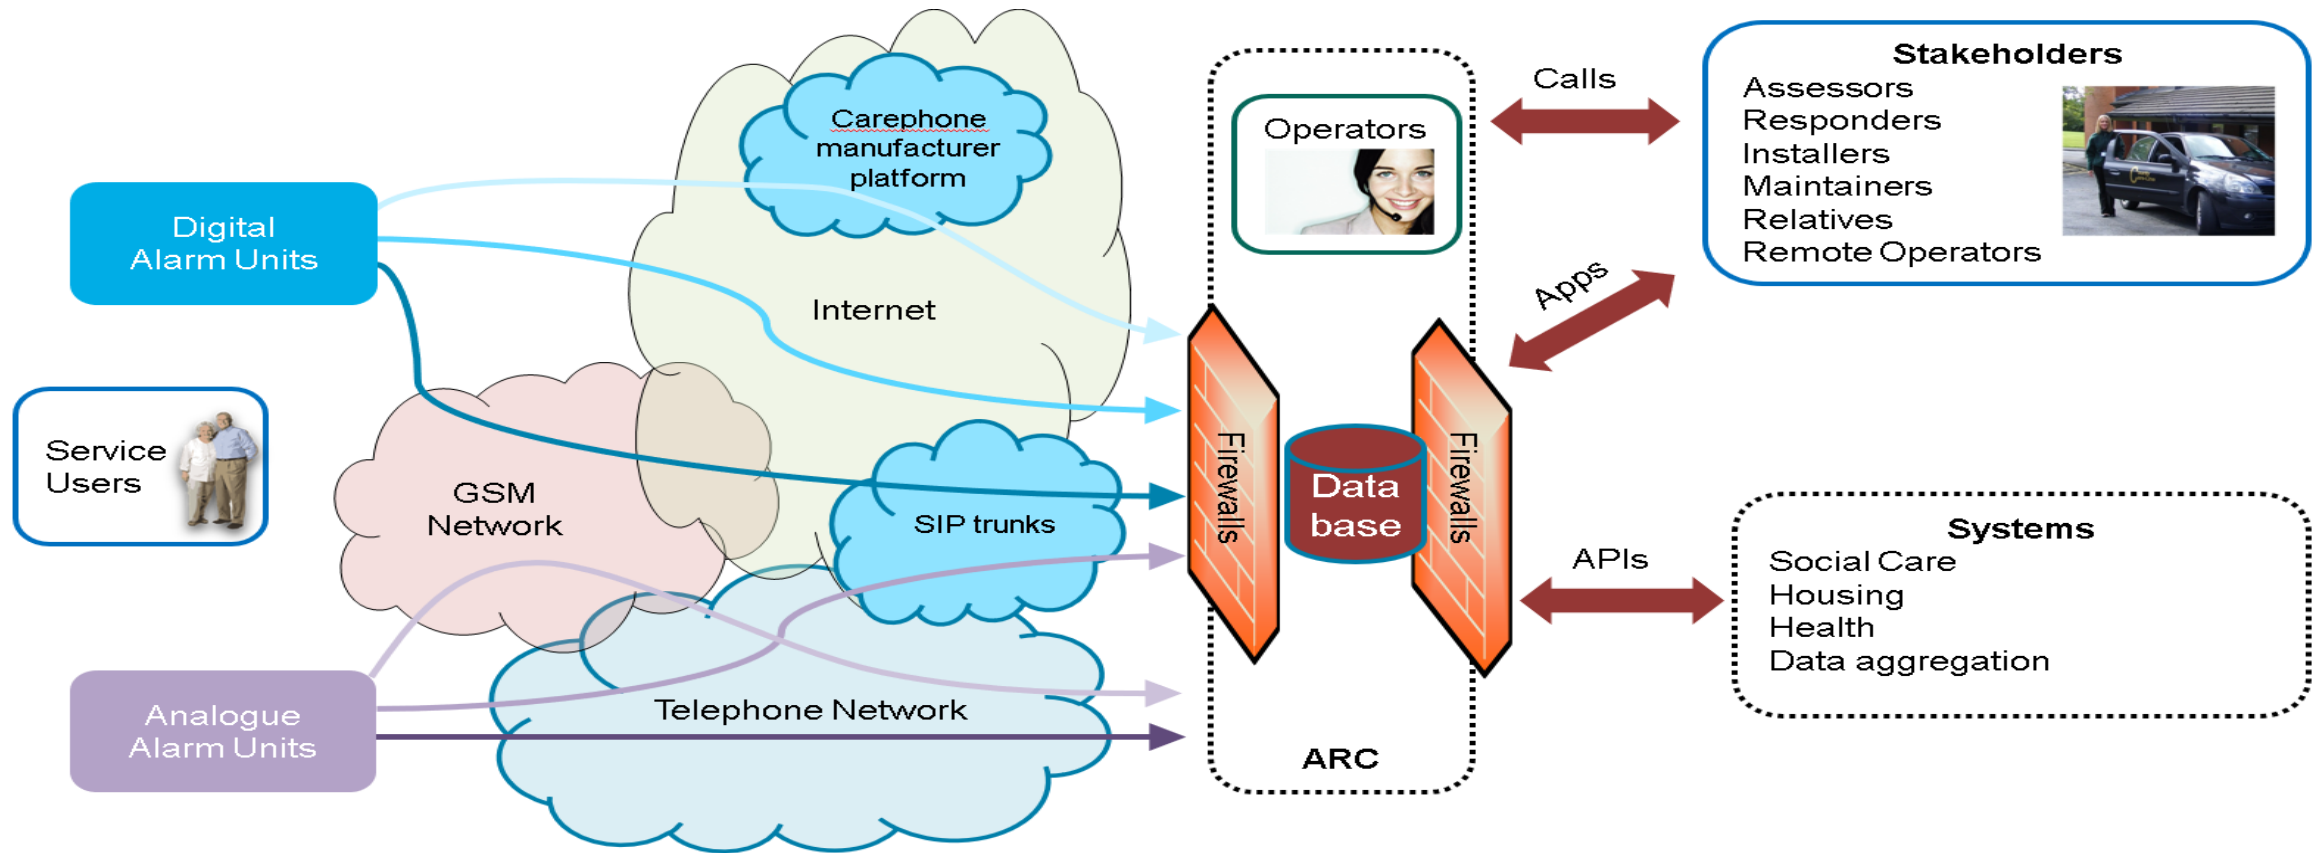 Digital
Alarm Units
Service
Users
Analogue
Alarm Units
Carephone
manufacturer
platform
Internet
GSM
Network
SIP trunks
Telephone Network
Operators
Firewalls
Data
base
Firewalls
ARC
Calls
Apps
APIs
Stakeholders
Assessors
Responders
Installers
Maintainers
Relatives
Remote Operators
Systems
Social Care
Housing
Health
Data aggregation